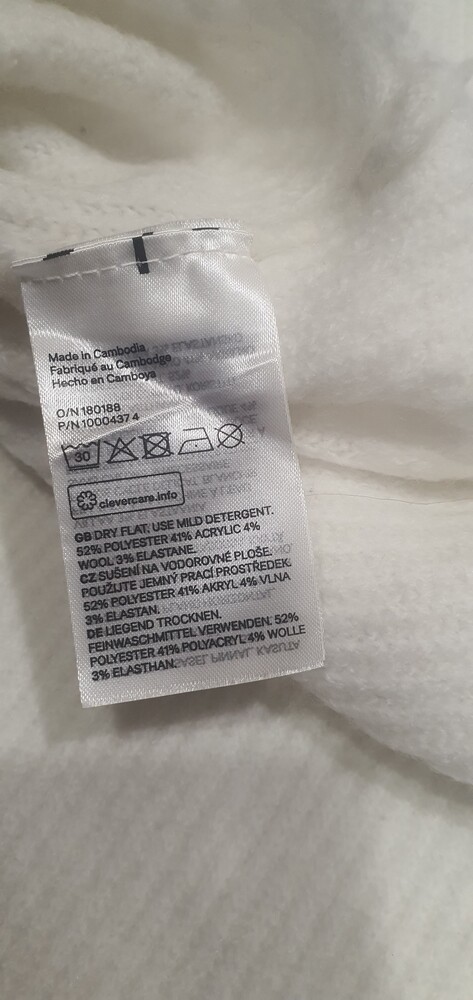 Made in Cambodia
Fabriqué au Cambodge
Hecho en Camboya
O/N 180188
P/N 1000437 4
30
clevercare.info
GB DRY FLAT. USE MILD DETERGENT.
52% POLYESTER 41% ACRYLIC 4%
WOOL 3% ELASTANE.
CZ SUŠENÍ NA VODOROVNÉ PLOŠE.
POUŽIJTE JEMNÝ PRACÍ PROSTŘEDEK.
52% POLYESTER 41% AKRYL 4% VLNA
3% ELASTAN.
DE LIEGEND TROCKNEN.
FEINWASCHMITTEL VERWENDEN. 52%
POLYESTER 41% POLYACRYL 4% WOLLE
3% ELASTHAN.